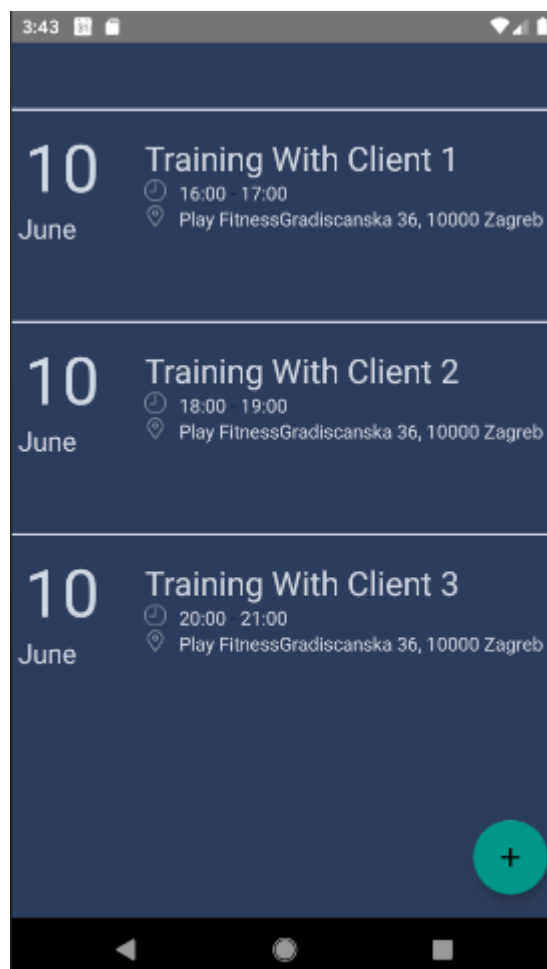 3:43 31
10
June
Training With Client 1
16:00 - 17:00
Play FitnessGradiscanska 36, 10000 Zagreb
10
June
Training With Client 2
18:00 - 19:00
Play FitnessGradiscanska 36, 10000 Zagreb
10
June
Training With Client 3
20:00 - 21:00
Play FitnessGradiscanska 36, 10000 Zagreb
+